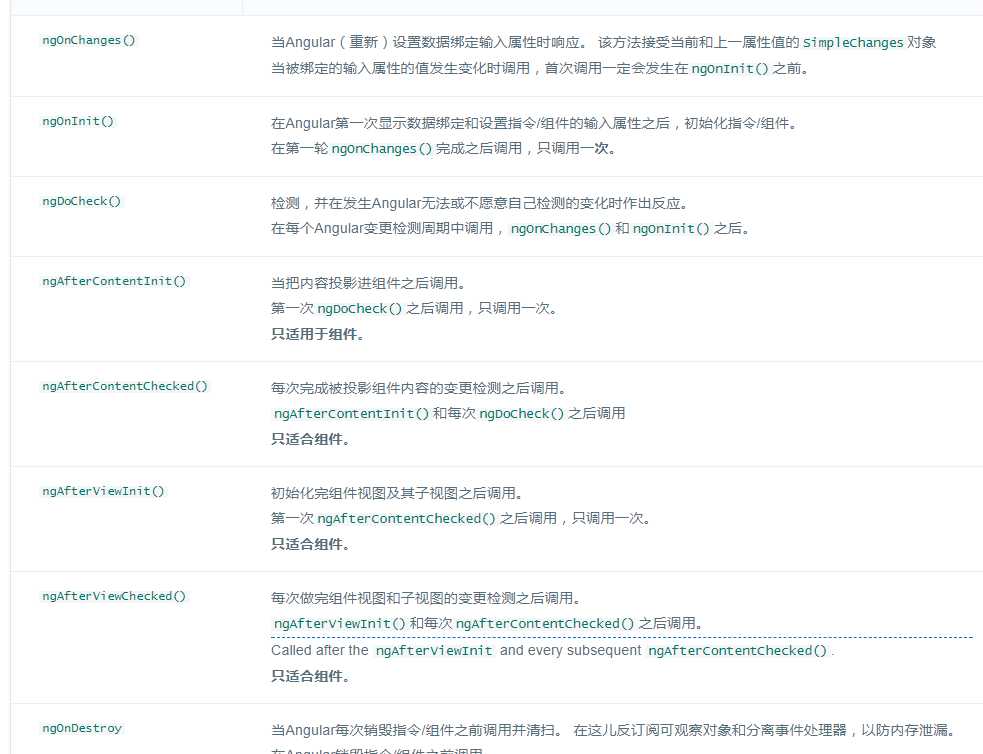 ngOnChanges()
当Angular（重新）设置数据绑定输入属性时响应。 该方法接受当前和上一属性值的 SimpleChanges 对象
当被绑定的输入属性的值发生变化时调用，首次调用一定会发生在 ngOnInit() 之前。
ngOnInit()
在Angular第一次显示数据绑定和设置指令/组件的输入属性之后，初始化指令/组件。
在第一轮 ngOnChanges() 完成之后调用，只调用一次。
ngDoCheck()
检测，并在发生Angular无法或不愿意自己检测的变化时作出反应。
在每个Angular变更检测周期中调用， ngOnChanges() 和 ngOnInit() 之后。
ngAfterContentInit()
当把内容投影进组件之后调用。
第一次 ngDoCheck() 之后调用，只调用一次。
只适用于组件。
ngAfterContentChecked()
每次完成被投影组件内容的变更检测之后调用。
ngAfterContentInit() 和每次 ngDoCheck() 之后调用
只适合组件。
ngAfterViewInit()
初始化完组件视图及其子视图之后调用。
第一次 ngAfterContentChecked() 之后调用，只调用一次。
只适合组件。
ngAfterViewChecked()
每次做完组件视图和子视图的变更检测之后调用。
ngAfterViewInit() 和每次 ngAfterContentChecked() 之后调用。
Called after the ngAfterViewInit and every subsequent ngAfterContentChecked() .
只适合组件。
ngOnDestroy
当Angular每次销毁指令/组件之前调用并清扫。 在这儿反订阅可观察对象和分离事件处理器，以防内存泄漏。
在Angular销毁指令/组件之前调用